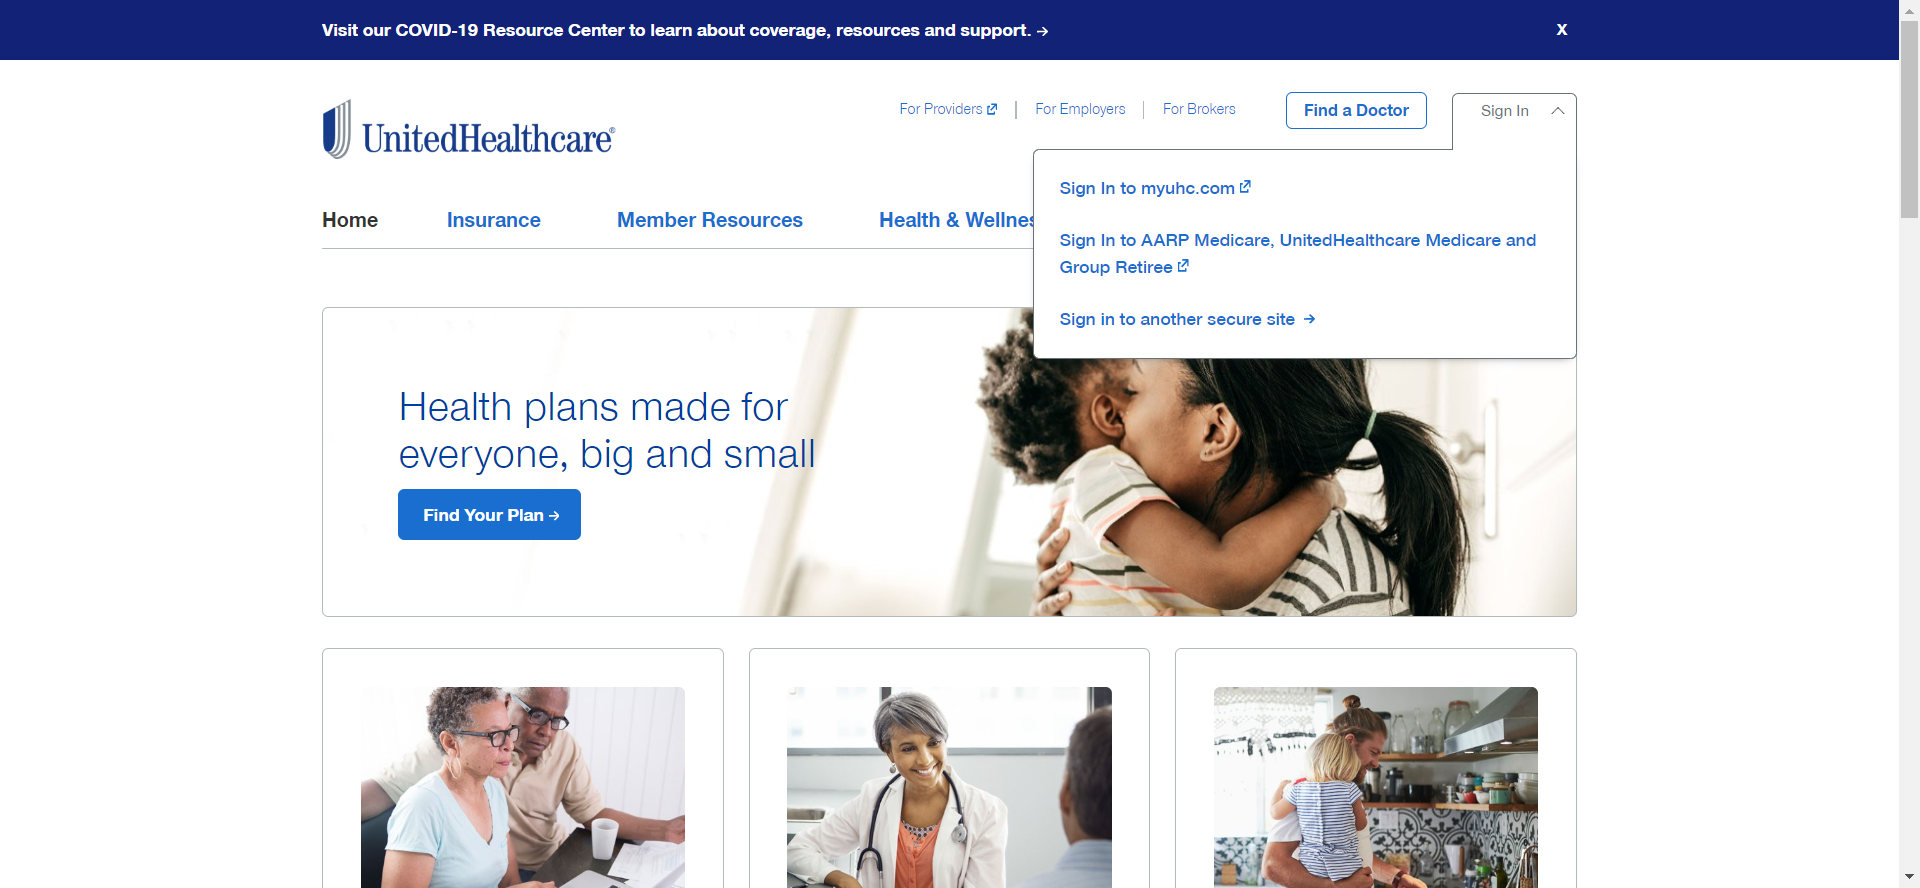 Visit our COVID-19 Resource Center to learn about coverage, resources and support. →
X
For Providers
For Employers
For Brokers
Find a Doctor
Sign In
UnitedHealthcare®
Sign In to myuhc.com
Home
Insurance
Member Resources
Health & Wellnes
Sign In to AARP Medicare, UnitedHealthcare Medicare and
Group Retiree
Sign in to another secure site →
Health plans made for
everyone, big and small
Find Your Plan →